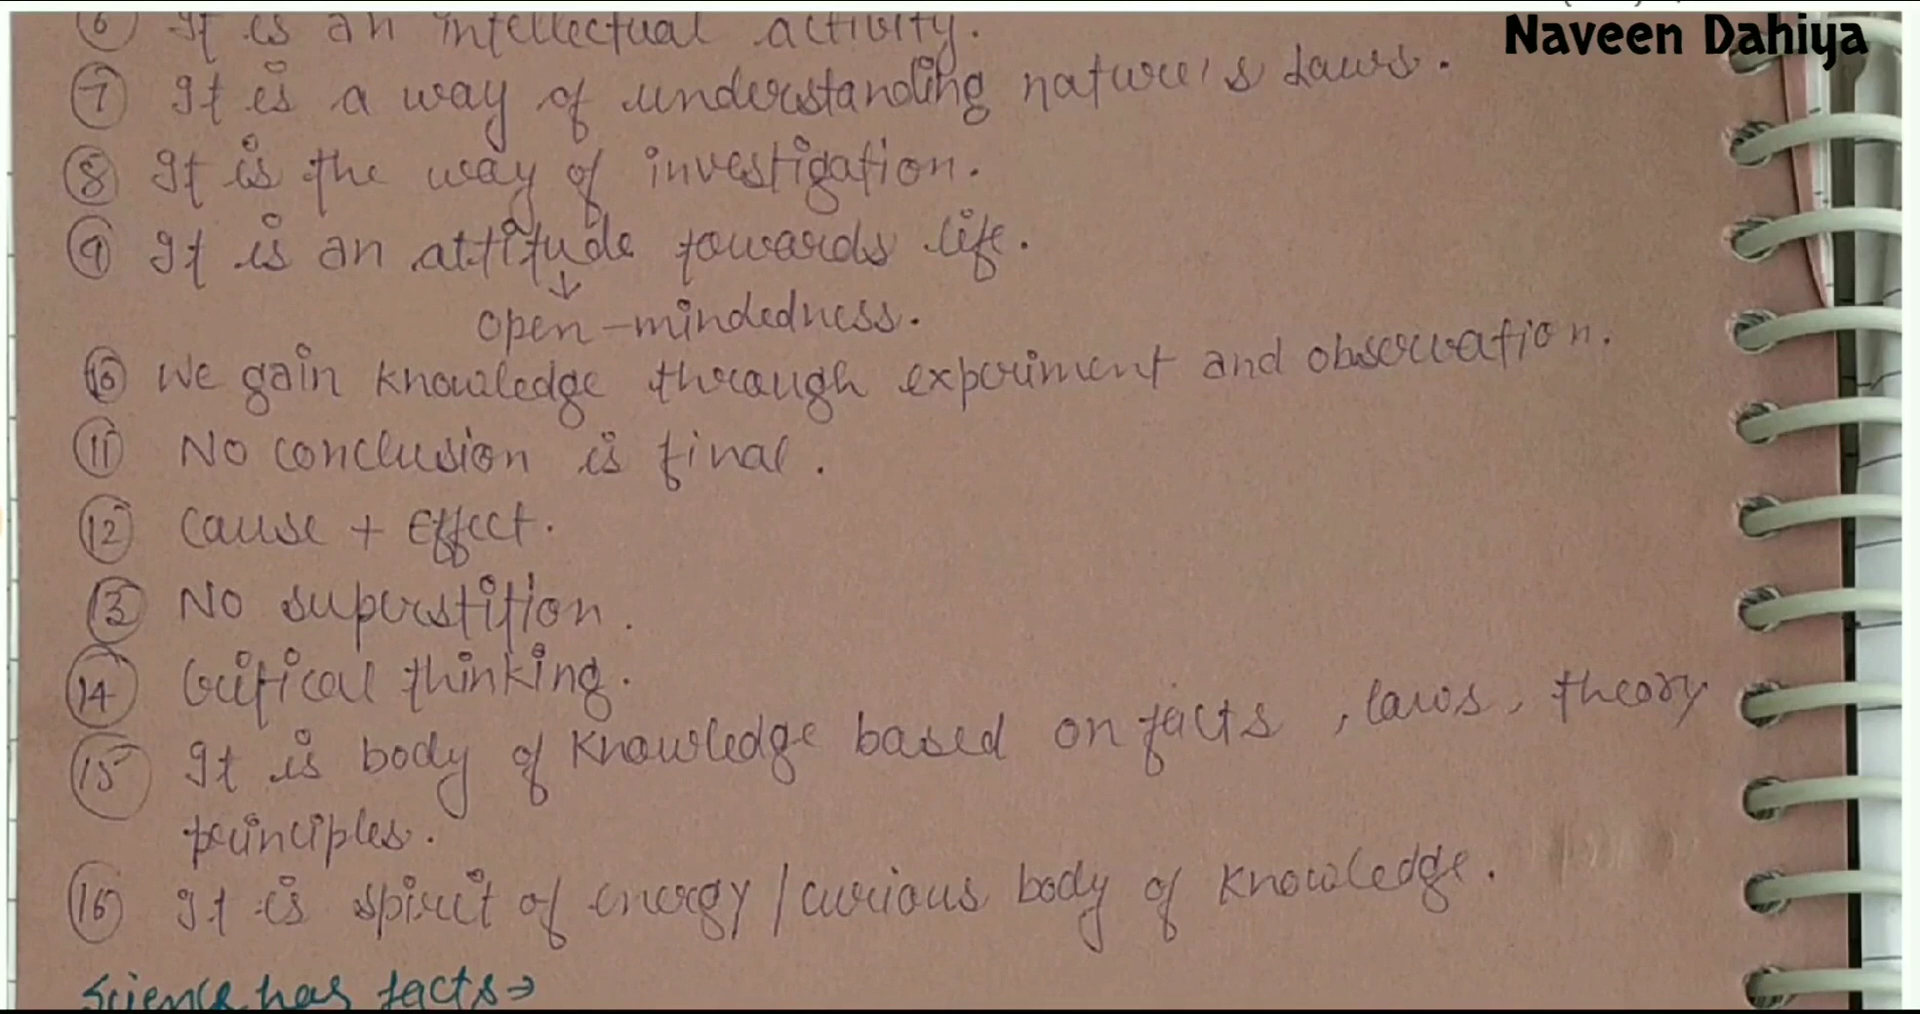 Naveen Dahiya
⑥ It is an intellectual activity.
⑦ It is a way of understanding nature's laws.
⑧ It is the way of investigation.
⑨ It is an attitude towards life.
↓
open-mindedness.
⑩ We gain knowledge through experiment and observation.
⑪ No conclusion is final.
⑫ Cause + Effect.
⑬ No superstition.
⑭ Critical thinking.
⑮ It is body of knowledge based on facts, laws, theory
principles.
⑯ It is spirit of energy / curious body of knowledge.
Science has facts →